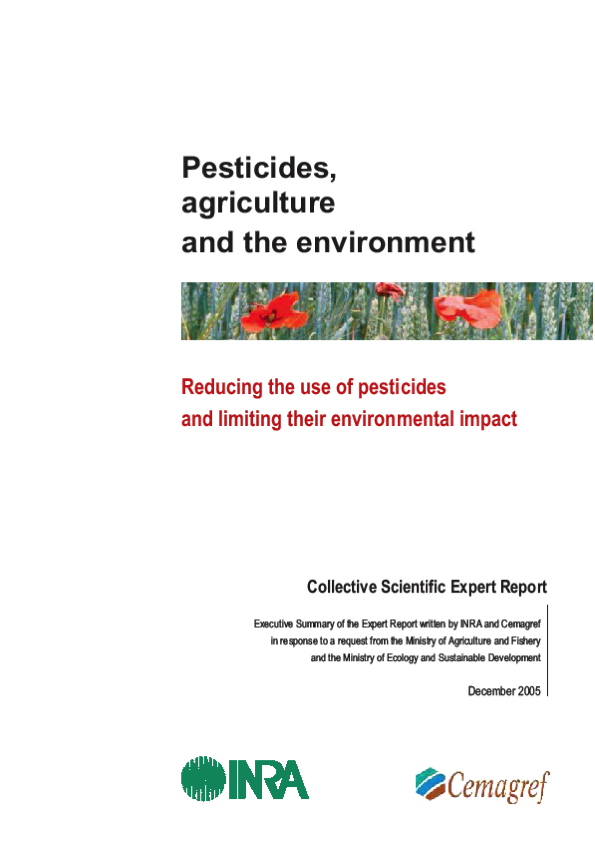 Pesticides,
agriculture
and the environment
Reducing the use of pesticides
and limiting their environmental impact
Collective Scientific Expert Report
Executive Summary of the Expert Report written by INRA and Cemagref
in response to a request from the Ministry of Agriculture and Fishery
and the Ministry of Ecology and Sustainable Development
December 2005
INRA
Cemagref